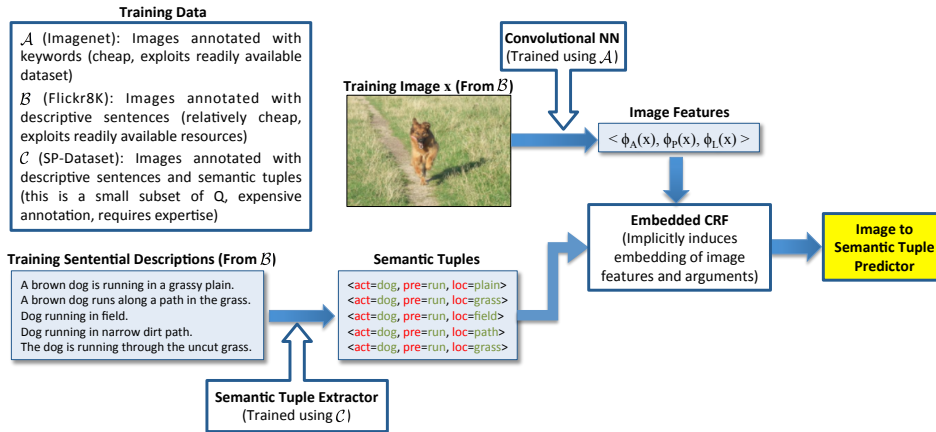 Training Data
𝒜 (Imagenet): Images annotated with
keywords (cheap, exploits readily available
dataset)
ℬ (Flickr8K): Images annotated with
descriptive sentences (relatively cheap,
exploits readily available resources)
𝒞 (SP-Dataset): Images annotated with
descriptive sentences and semantic tuples
(this is a small subset of Q, expensive
annotation, requires expertise)
Convolutional NN
(Trained using 𝒜)
Training Image x (From ℬ)
Image Features
< ϕA(x), ϕP(x), ϕL(x) >
Embedded CRF
(Implicitly induces
embedding of image
features and arguments)
Image to
Semantic Tuple
Predictor
Training Sentential Descriptions (From ℬ)
A brown dog is running in a grassy plain.
A brown dog runs along a path in the grass.
Dog running in field.
Dog running in narrow dirt path.
The dog is running through the uncut grass.
Semantic Tuples
<act=dog, pre=run, loc=plain>
<act=dog, pre=run, loc=grass>
<act=dog, pre=run, loc=field>
<act=dog, pre=run, loc=path>
<act=dog, pre=run, loc=grass>
Semantic Tuple Extractor
(Trained using 𝒞)